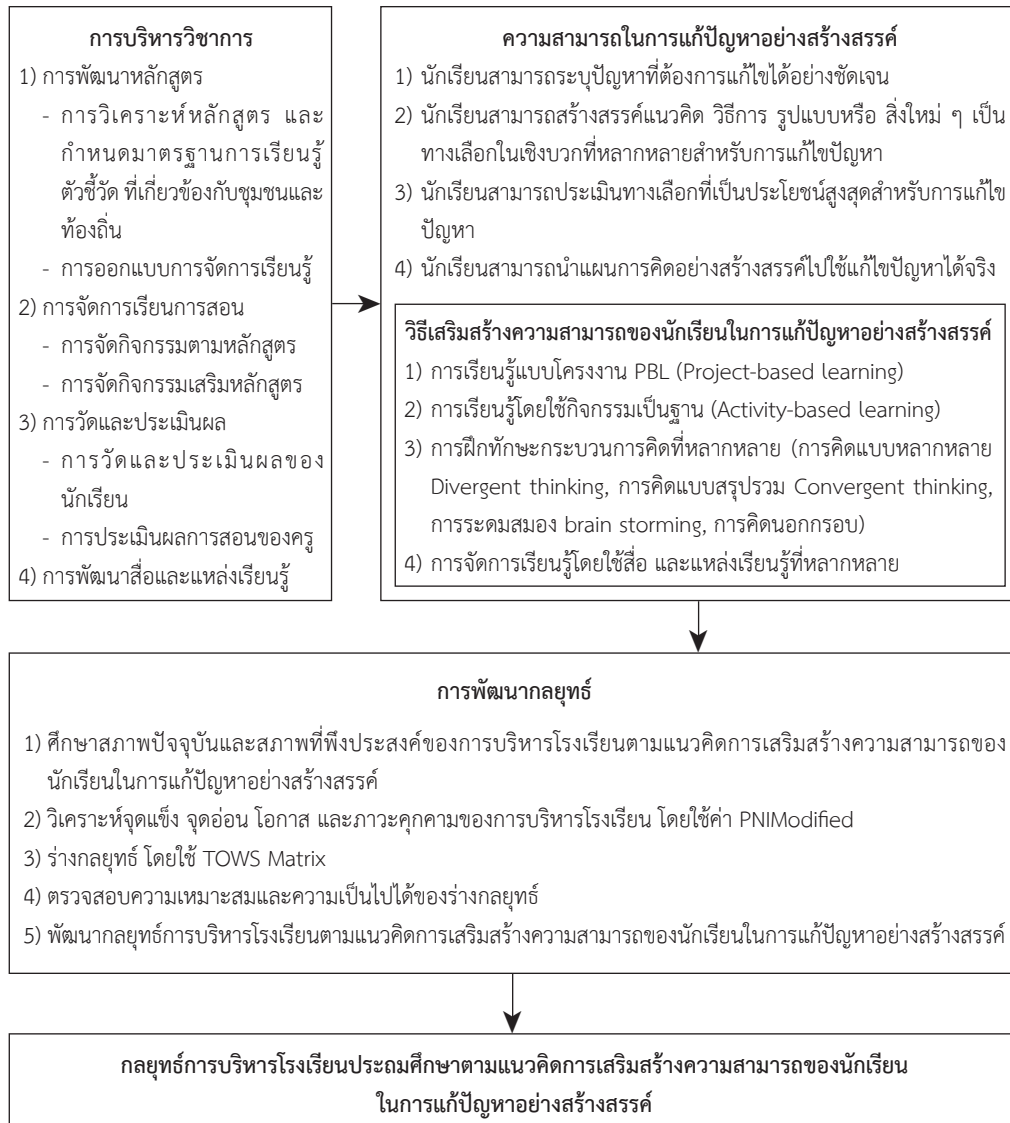 การบริหารวิชาการ
1) การพัฒนาหลักสูตร
- การวิเคราะห์หลักสูตร และ
กำหนดมาตรฐานการเรียนรู้
ตัวชี้วัด ที่เกี่ยวข้องกับชุมชนและ
ท้องถิ่น
- การออกแบบการจัดการเรียนรู้
2) การจัดการเรียนการสอน
- การจัดกิจกรรมตามหลักสูตร
- การจัดกิจกรรมเสริมหลักสูตร
3) การวัดและประเมินผล
- การวัดและประเมินผลของ
นักเรียน
- การประเมินผลการสอนของครู
4) การพัฒนาสื่อและแหล่งเรียนรู้
ความสามารถในการแก้ปัญหาอย่างสร้างสรรค์
1) นักเรียนสามารถระบุปัญหาที่ต้องการแก้ไขได้อย่างชัดเจน
2) นักเรียนสามารถสร้างสรรค์แนวคิด วิธีการ รูปแบบหรือ สิ่งใหม่ ๆ เป็น
ทางเลือกในเชิงบวกที่หลากหลายสำหรับการแก้ไขปัญหา
3) นักเรียนสามารถประเมินทางเลือกที่เป็นประโยชน์สูงสุดสำหรับการแก้ไข
ปัญหา
4) นักเรียนสามารถนำแผนการคิดอย่างสร้างสรรค์ไปใช้แก้ไขปัญหาได้จริง
วิธีเสริมสร้างความสามารถของนักเรียนในการแก้ปัญหาอย่างสร้างสรรค์
1) การเรียนรู้แบบโครงงาน PBL (Project-based learning)
2) การเรียนรู้โดยใช้กิจกรรมเป็นฐาน (Activity-based learning)
3) การฝึกทักษะกระบวนการคิดที่หลากหลาย (การคิดแบบหลากหลาย
Divergent thinking, การคิดแบบสรุปรวม Convergent thinking,
การระดมสมอง brain storming, การคิดนอกกรอบ)
4) การจัดการเรียนรู้โดยใช้สื่อ และแหล่งเรียนรู้ที่หลากหลาย
การพัฒนากลยุทธ์
1) ศึกษาสภาพปัจจุบันและสภาพที่พึงประสงค์ของการบริหารโรงเรียนตามแนวคิดการเสริมสร้างความสามารถของ
นักเรียนในการแก้ปัญหาอย่างสร้างสรรค์
2) วิเคราะห์จุดแข็ง จุดอ่อน โอกาส และภาวะคุกคามของการบริหารโรงเรียน โดยใช้ค่า PNIModified
3) ร่างกลยุทธ์ โดยใช้ TOWS Matrix
4) ตรวจสอบความเหมาะสมและความเป็นไปได้ของร่างกลยุทธ์
5) พัฒนากลยุทธ์การบริหารโรงเรียนตามแนวคิดการเสริมสร้างความสามารถของนักเรียนในการแก้ปัญหาอย่างสร้างสรรค์
กลยุทธ์การบริหารโรงเรียนประถมศึกษาตามแนวคิดการเสริมสร้างความสามารถของนักเรียน
ในการแก้ปัญหาอย่างสร้างสรรค์